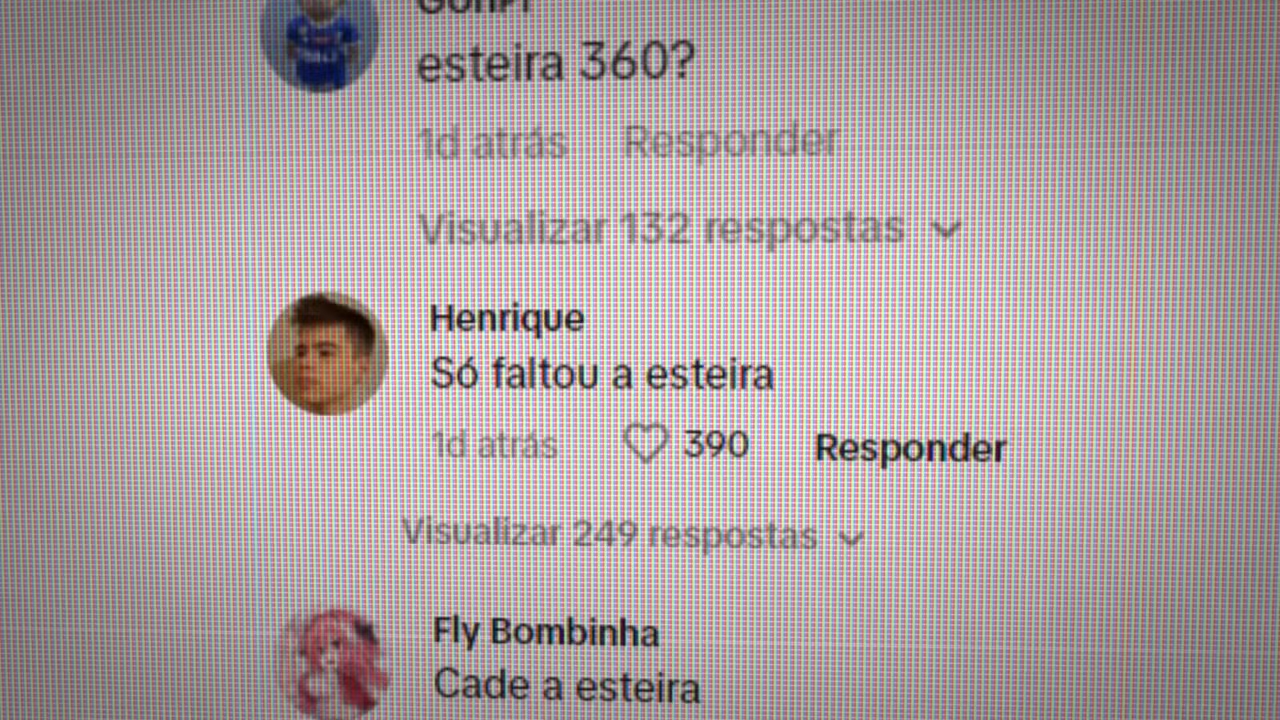 esteira 360?
1d atrás Responder
Visualizar 132 respostas
Henrique
Só faltou a esteira
1d atrás 390 Responder
Visualizar 249 respostas
Fly Bombinha
Cade a esteira